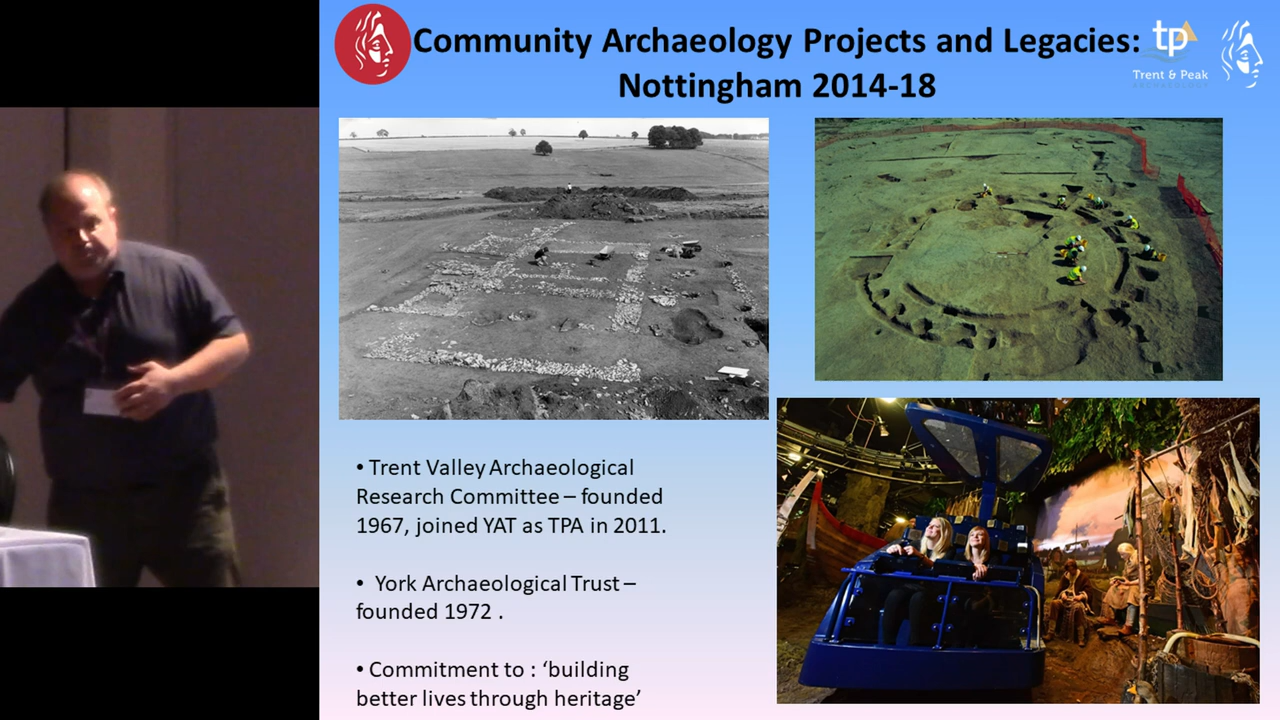 Community Archaeology Projects and Legacies:
Nottingham 2014-18
tp
Trent & Peak
ARCHAEOLOGY
• Trent Valley Archaeological
Research Committee – founded
1967, joined YAT as TPA in 2011.
• York Archaeological Trust –
founded 1972 .
• Commitment to : ‘building
better lives through heritage’